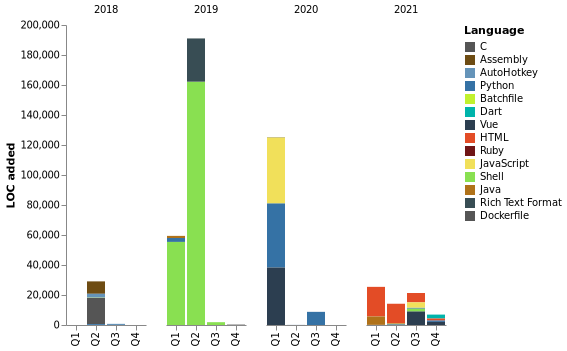 2018 2019 2020 2021
Language
C
Assembly
AutoHotkey
Python
Batchfile
Dart
Vue
HTML
Ruby
JavaScript
Shell
Java
Rich Text Format
Dockerfile
LOC added
200,000
180,000
160,000
140,000
120,000
100,000
80,000
60,000
40,000
20,000
0
Q1 Q2 Q3 Q4 Q1 Q2 Q3 Q4 Q1 Q2 Q3 Q4 Q1 Q2 Q3 Q4